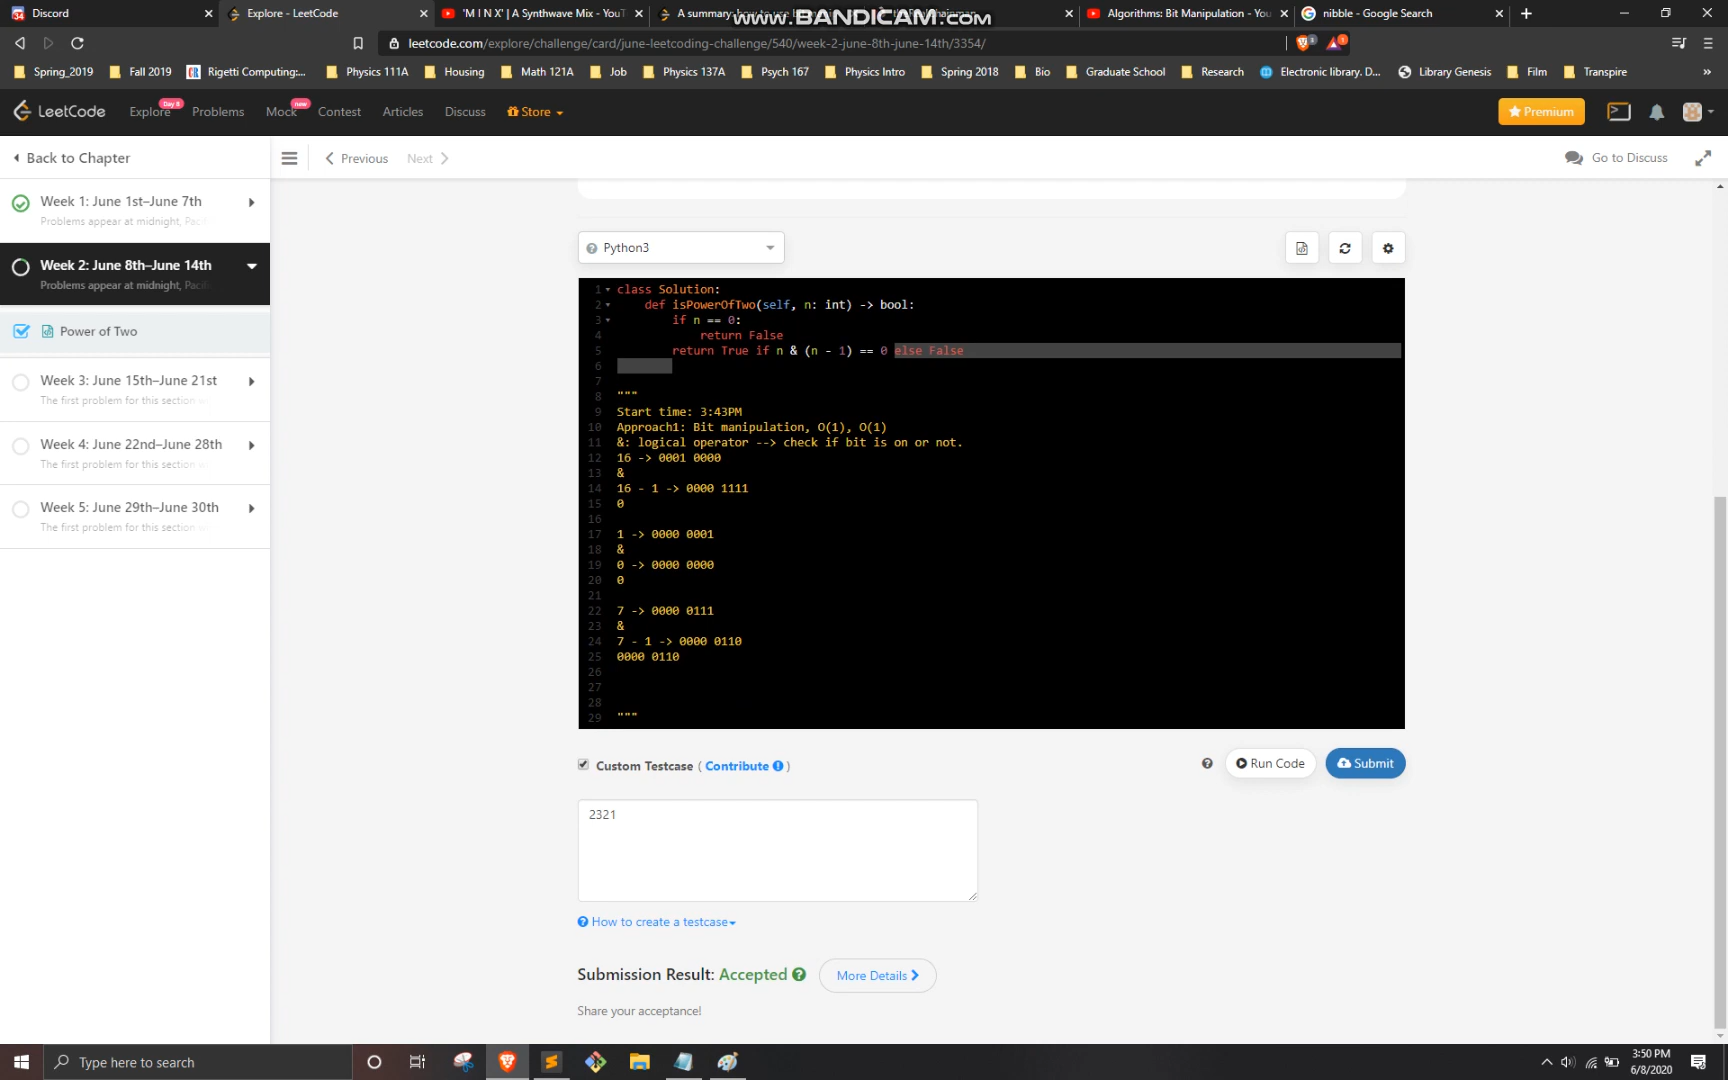 34 Discord
Explore - LeetCode
'M I N X' | A Synthwave Mix - YouT
A summary: how to use
Algorithms: Bit Manipulation - You
nibble - Google Search
www.BANDICAM.com
leetcode.com/explore/challenge/card/june-leetcoding-challenge/540/week-2-june-8th-june-14th/3354/
Spring_2019 Fall 2019 Rigetti Computing:... Physics 111A Housing Math 121A Job Physics 137A Psych 167 Physics Intro Spring 2018 Bio Graduate School Research Electronic library. D... Library Genesis Film Transpire »
LeetCode Explore Day 8 Problems Mock new Contest Articles Discuss Store Premium
Back to Chapter
Previous Next
Go to Discuss
Week 1: June 1st–June 7th
Problems appear at midnight, Paci
Week 2: June 8th–June 14th
Problems appear at midnight, Paci
Power of Two
Week 3: June 15th–June 21st
The first problem for this section w
Week 4: June 22nd–June 28th
The first problem for this section w
Week 5: June 29th–June 30th
The first problem for this section w
Python3
1 class Solution:
2 def isPowerOfTwo(self, n: int) -> bool:
3 if n == 0:
4 return False
5 return True if n & (n - 1) == 0 else False
6
7
8 """
9 Start time: 3:43PM
10 Approach1: Bit manipulation, O(1), O(1)
11 &: logical operator --> check if bit is on or not.
12 16 -> 0001 0000
13 &
14 16 - 1 -> 0000 1111
15 0
16
17 1 -> 0000 0001
18 &
19 0 -> 0000 0000
20 0
21
22 7 -> 0000 0111
23 &
24 7 - 1 -> 0000 0110
25 0000 0110
26
27
28
29 """
Custom Testcase ( Contribute )
Run Code
Submit
2321
How to create a testcase
Submission Result: Accepted
More Details
Share your acceptance!
Type here to search
3:50 PM
6/8/2020